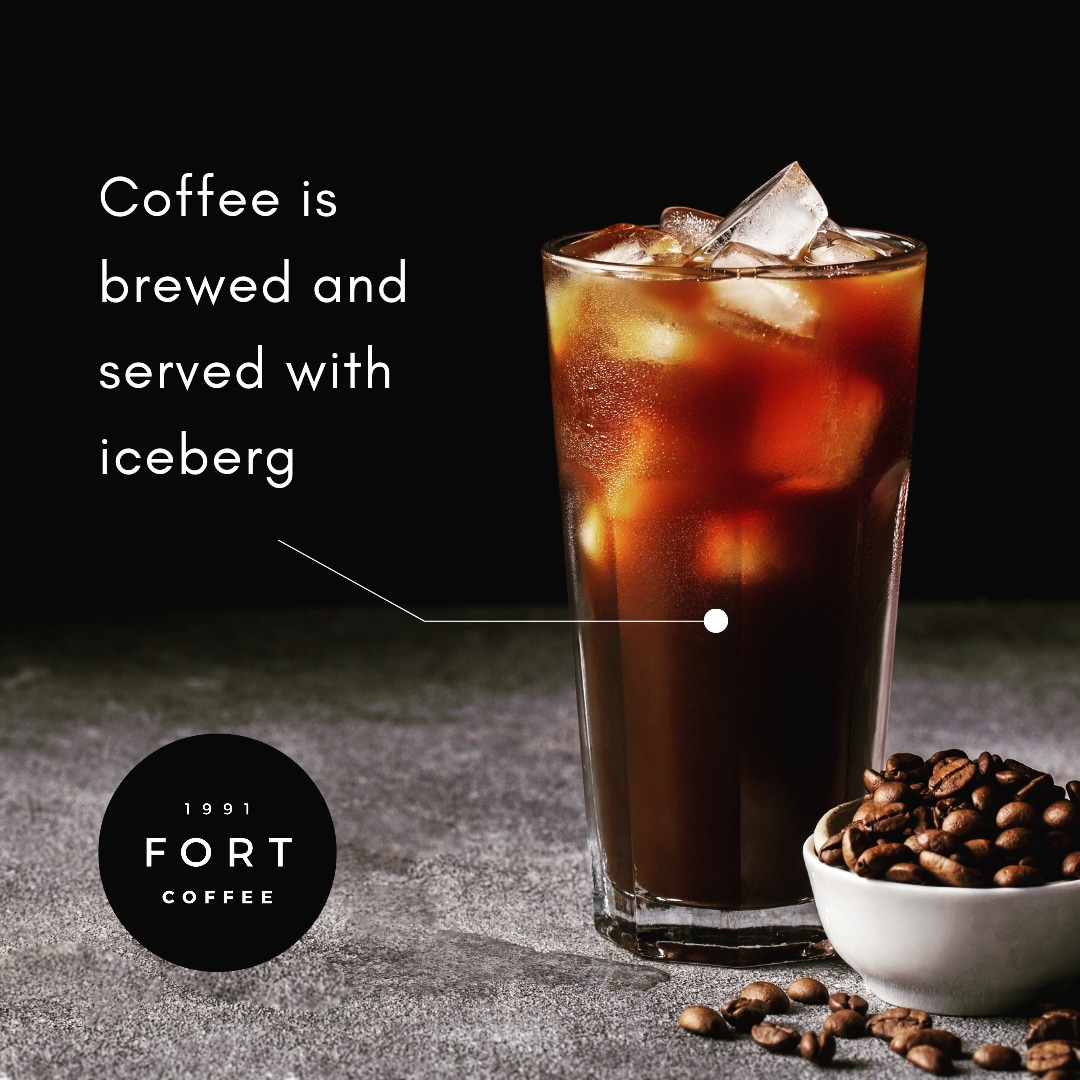 Coffee is
brewed and
served with
iceberg
1991
FORT
COFFEE